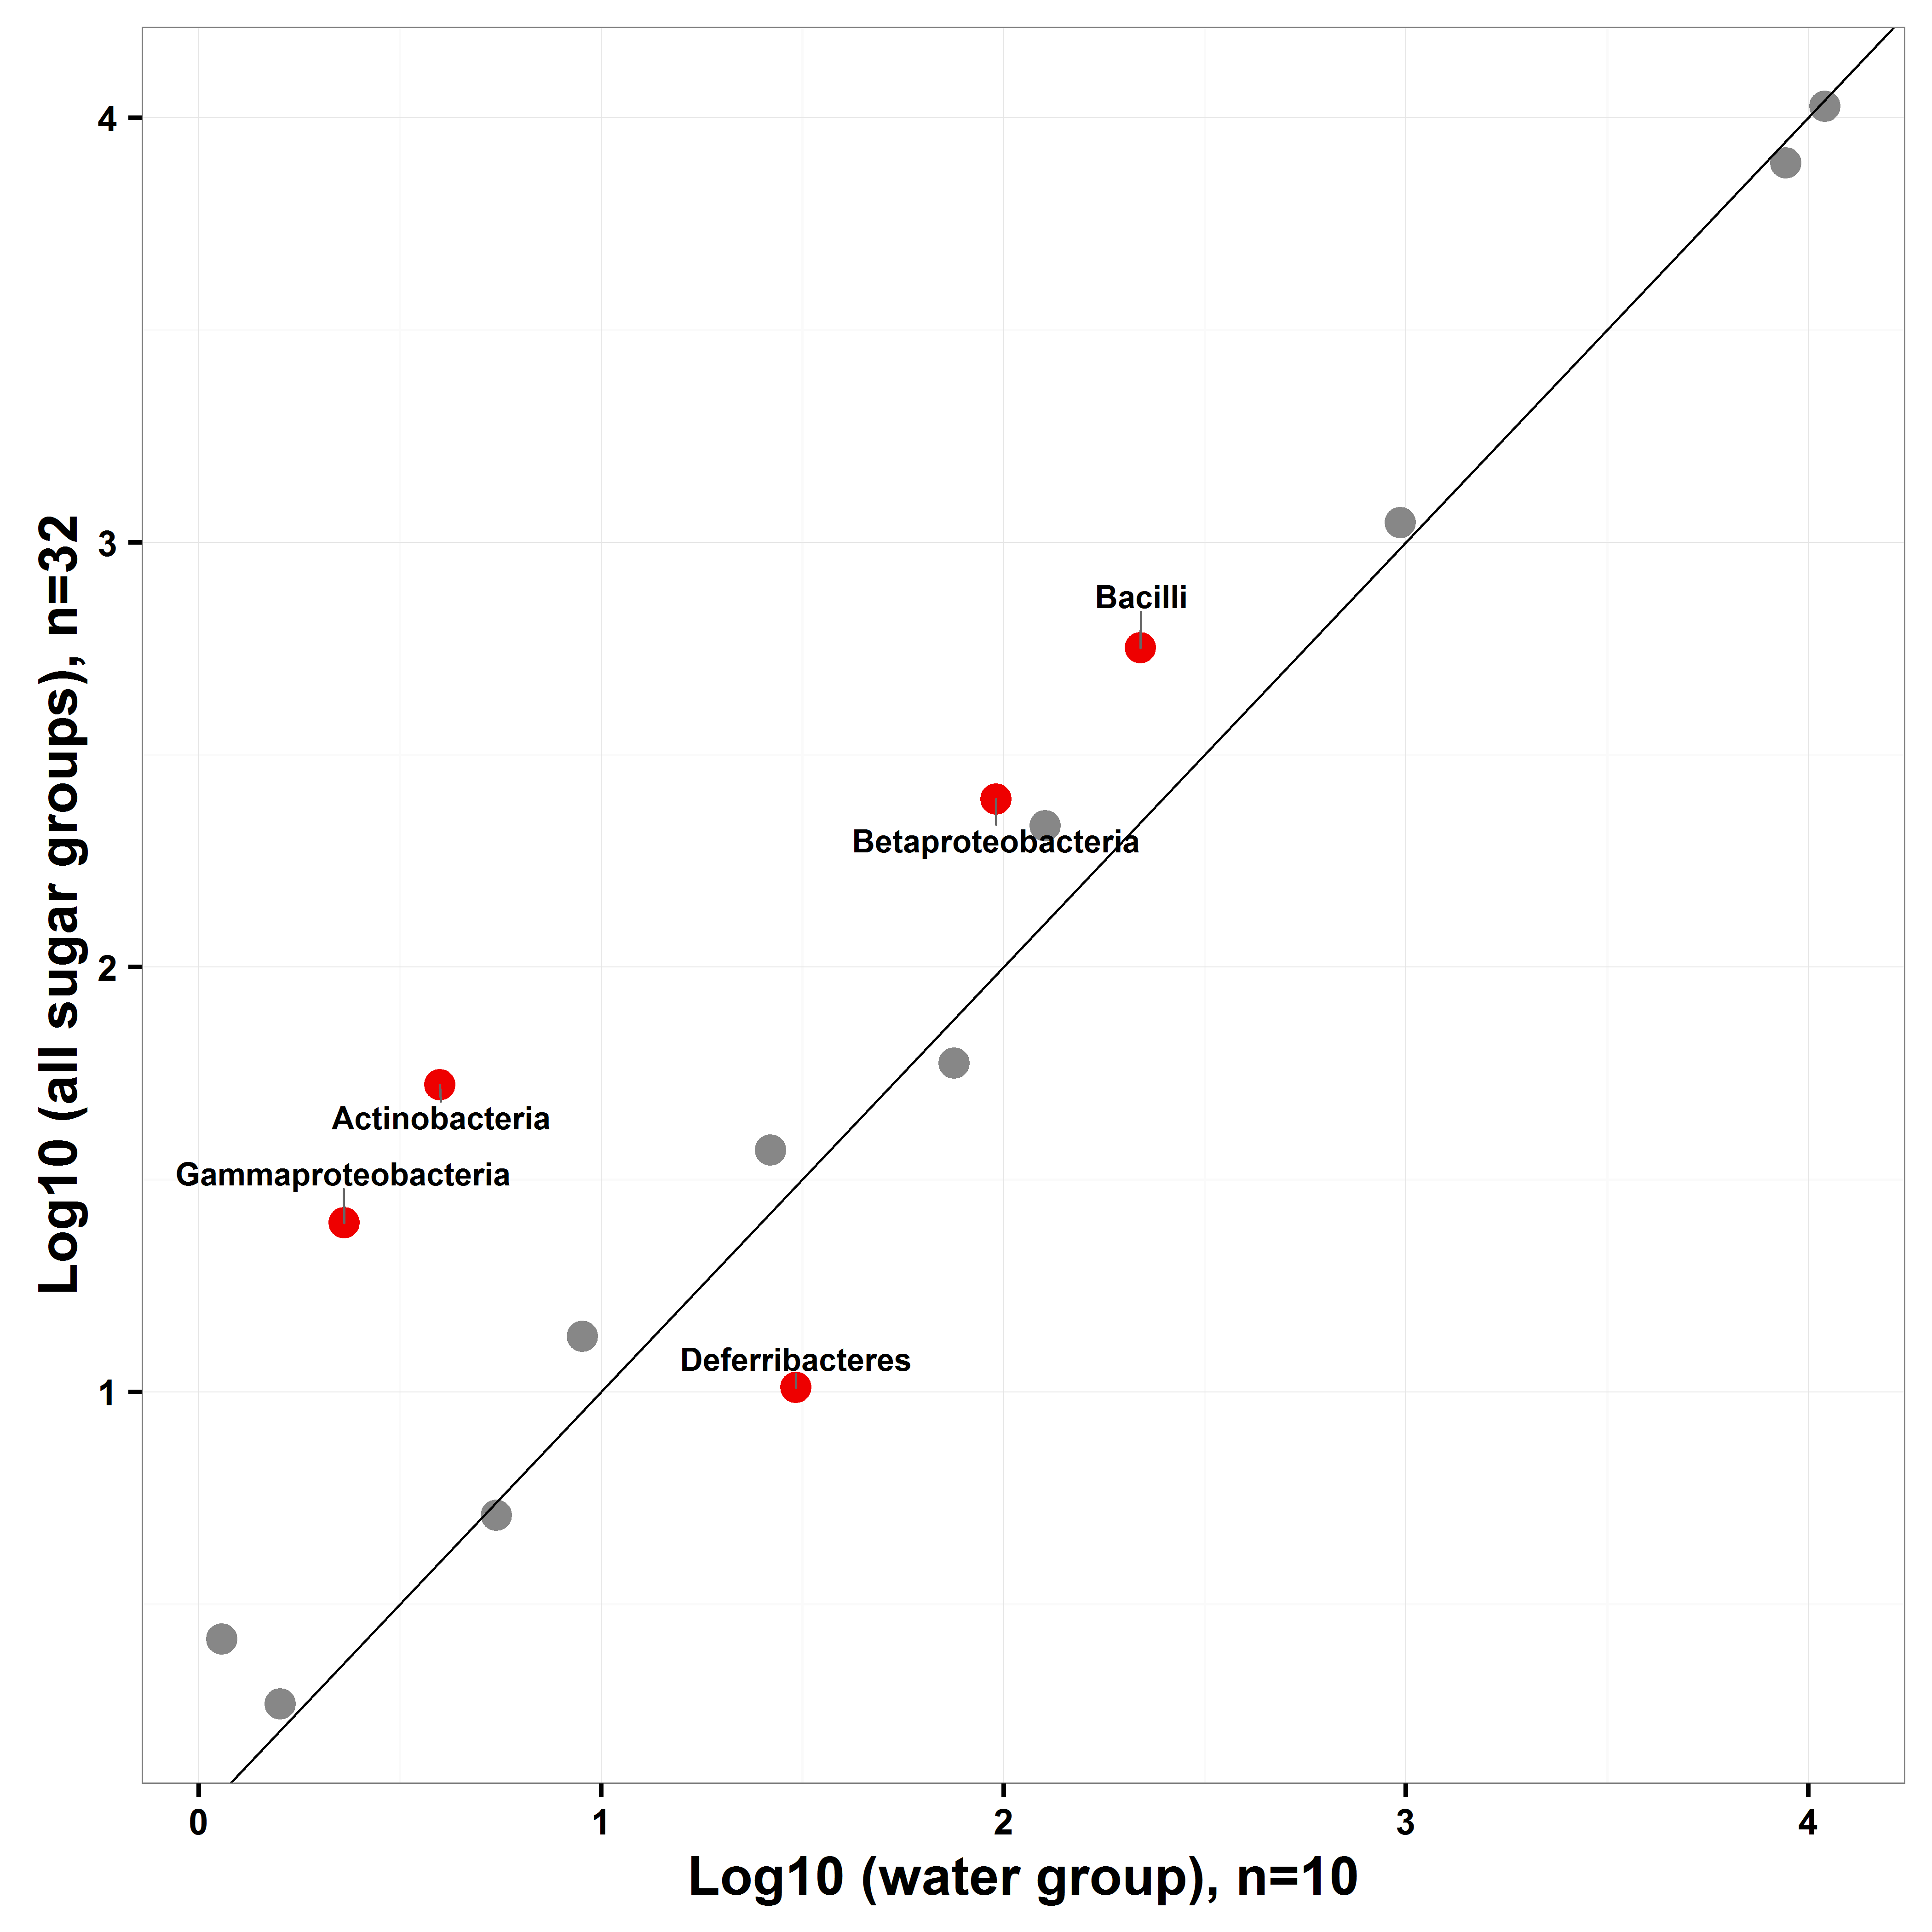 Log10 (all sugar groups), n=32
4
3
2
1
Bacilli
Betaproteobacteria
Actinobacteria
Gammaproteobacteria
Deferribacteres
0 1 2 3 4
Log10 (water group), n=10